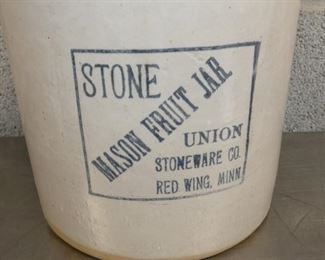 STONE
MASON FRUIT JAR
UNION
STONEWARE CO.
RED WING, MINN.